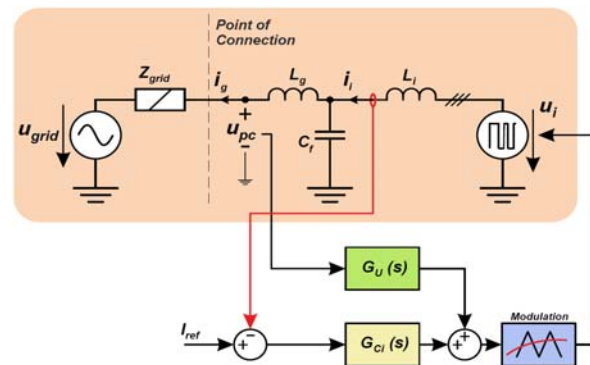 Point of
Connection
Z_grid
i_g
L_g
i_i
L_i
u_grid
+
u_pc
-
C_f
u_i
G_U (s)
Modulation
I_ref
+
−
G_Ci (s)
+
+